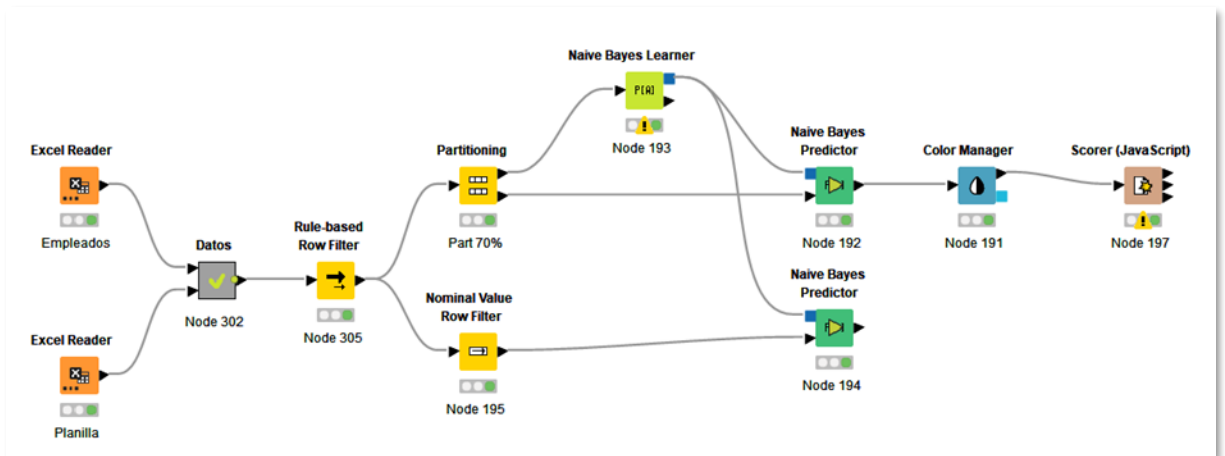 Naive Bayes Learner
P[A]
Node 193
Excel Reader
Empleados
Partitioning
Part 70%
Naive Bayes
Predictor
Node 192
Color Manager
Node 191
Scorer (JavaScript)
Node 197
Datos
Node 302
Rule-based
Row Filter
Node 305
Nominal Value
Row Filter
Node 195
Naive Bayes
Predictor
Node 194
Excel Reader
Planilla